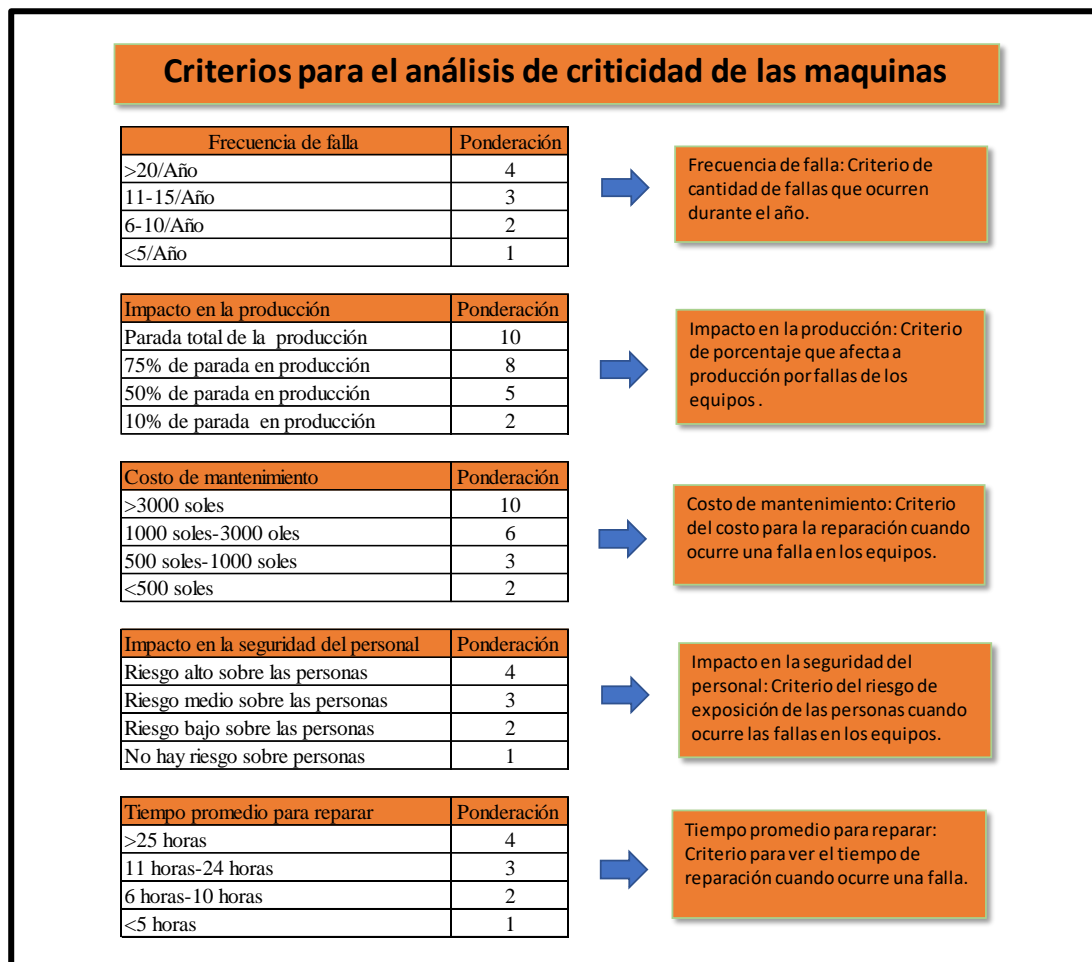 Criterios para el análisis de criticidad de las maquinas
Frecuencia de falla Ponderación
>20/Año 4
11-15/Año 3
6-10/Año 2
<5/Año 1
Frecuencia de falla: Criterio de
cantidad de fallas que ocurren
durante el año.
Impacto en la producción Ponderación
Parada total de la producción 10
75% de parada en producción 8
50% de parada en producción 5
10% de parada en producción 2
Impacto en la producción: Criterio
de porcentaje que afecta a
producción por fallas de los
equipos .
Costo de mantenimiento Ponderación
>3000 soles 10
1000 soles-3000 oles 6
500 soles-1000 soles 3
<500 soles 2
Costo de mantenimiento: Criterio
del costo para la reparación cuando
ocurre una falla en los equipos.
Impacto en la seguridad del personal Ponderación
Riesgo alto sobre las personas 4
Riesgo medio sobre las personas 3
Riesgo bajo sobre las personas 2
No hay riesgo sobre personas 1
Impacto en la seguridad del
personal: Criterio del riesgo de
exposición de las personas cuando
ocurre las fallas en los equipos.
Tiempo promedio para reparar Ponderación
>25 horas 4
11 horas-24 horas 3
6 horas-10 horas 2
<5 horas 1
Tiempo promedio para reparar:
Criterio para ver el tiempo de
reparación cuando ocurre una falla.